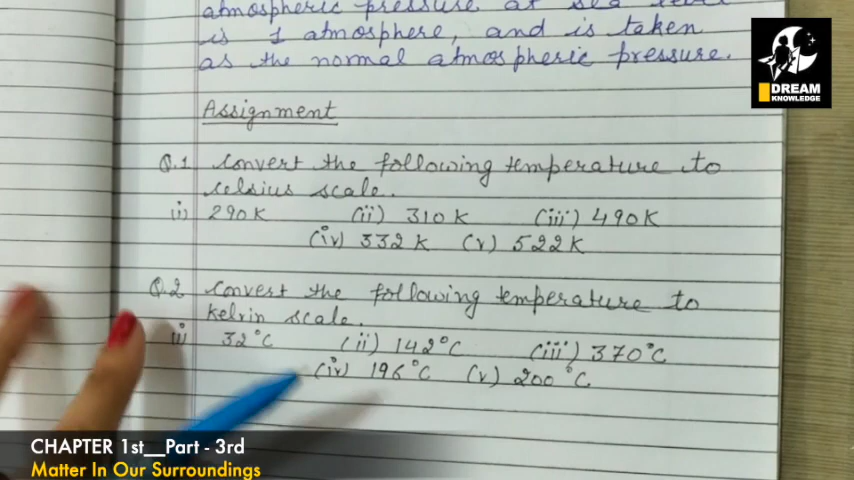 atmospheric pressure at sea level
is 1 atmosphere, and is taken
as the normal atmospheric pressure.
DREAM
KNOWLEDGE
Assignment
Q.1 Convert the following temperature to
celsius scale.
(i) 290K (ii) 310 K (iii) 490K
(iv) 332 K (v) 522K
Q.2 Convert the following temperature to
kelvin scale.
(i) 32°C (ii) 142°C (iii) 370°C
(iv) 196°C (v) 200°C
CHAPTER 1st__Part - 3rd
Matter In Our Surroundings